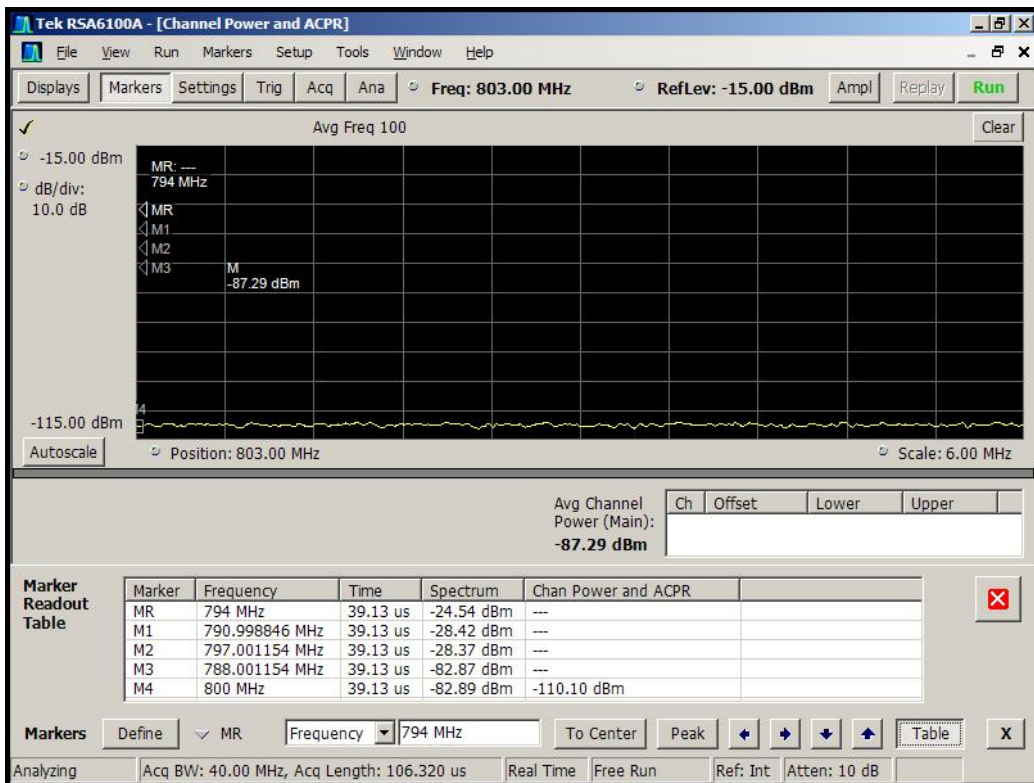 Tek RSA6100A - [Channel Power and ACPR]
File View Run Markers Setup Tools Window Help
Displays Markers Settings Trig Acq Ana Freq: 803.00 MHz RefLev: -15.00 dBm Ampl Replay Run
Avg Freq 100 Clear
-15.00 dBm
dB/div:
10.0 dB
MR: ---
794 MHz
MR
M1
M2
M3
M
-87.29 dBm
4
-115.00 dBm
Autoscale Position: 803.00 MHz Scale: 6.00 MHz
Avg Channel
Power (Main):
-87.29 dBm
Ch Offset Lower Upper
Marker
Readout
Table
Marker Frequency Time Spectrum Chan Power and ACPR
MR 794 MHz 39.13 us -24.54 dBm ---
M1 790.998846 MHz 39.13 us -28.42 dBm ---
M2 797.001154 MHz 39.13 us -28.37 dBm ---
M3 788.001154 MHz 39.13 us -82.87 dBm ---
M4 800 MHz 39.13 us -82.89 dBm -110.10 dBm
Markers Define MR Frequency 794 MHz To Center Peak Table X
Analyzing Acq BW: 40.00 MHz, Acq Length: 106.320 us Real Time Free Run Ref: Int Atten: 10 dB